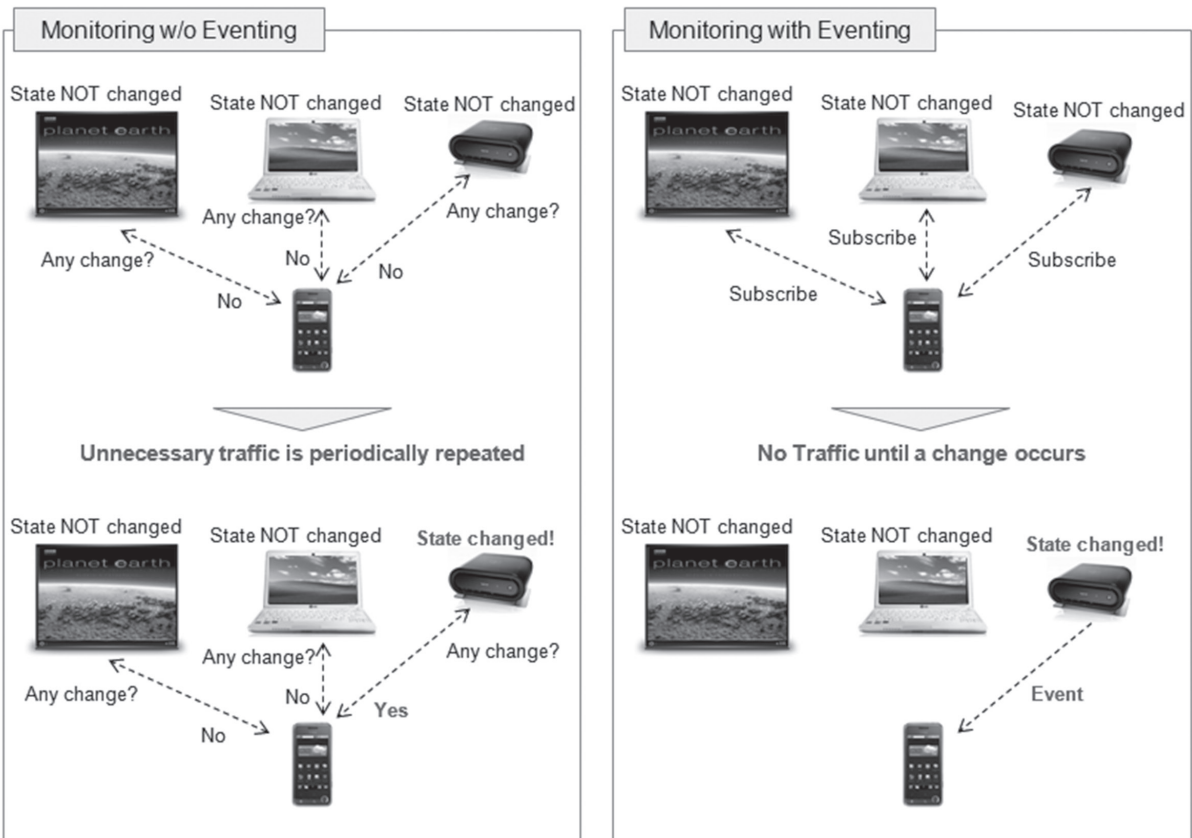 Monitoring w/o Eventing
State NOT changed
State NOT changed
State NOT changed
planet earth
Any change?
Any change?
Any change?
No
No
No
Unnecessary traffic is periodically repeated
State NOT changed
State NOT changed
State changed!
planet earth
Any change?
Any change?
Any change?
No
Yes
No
Monitoring with Eventing
State NOT changed
State NOT changed
State NOT changed
planet earth
Subscribe
Subscribe
Subscribe
No Traffic until a change occurs
State NOT changed
State NOT changed
State changed!
planet earth
Event